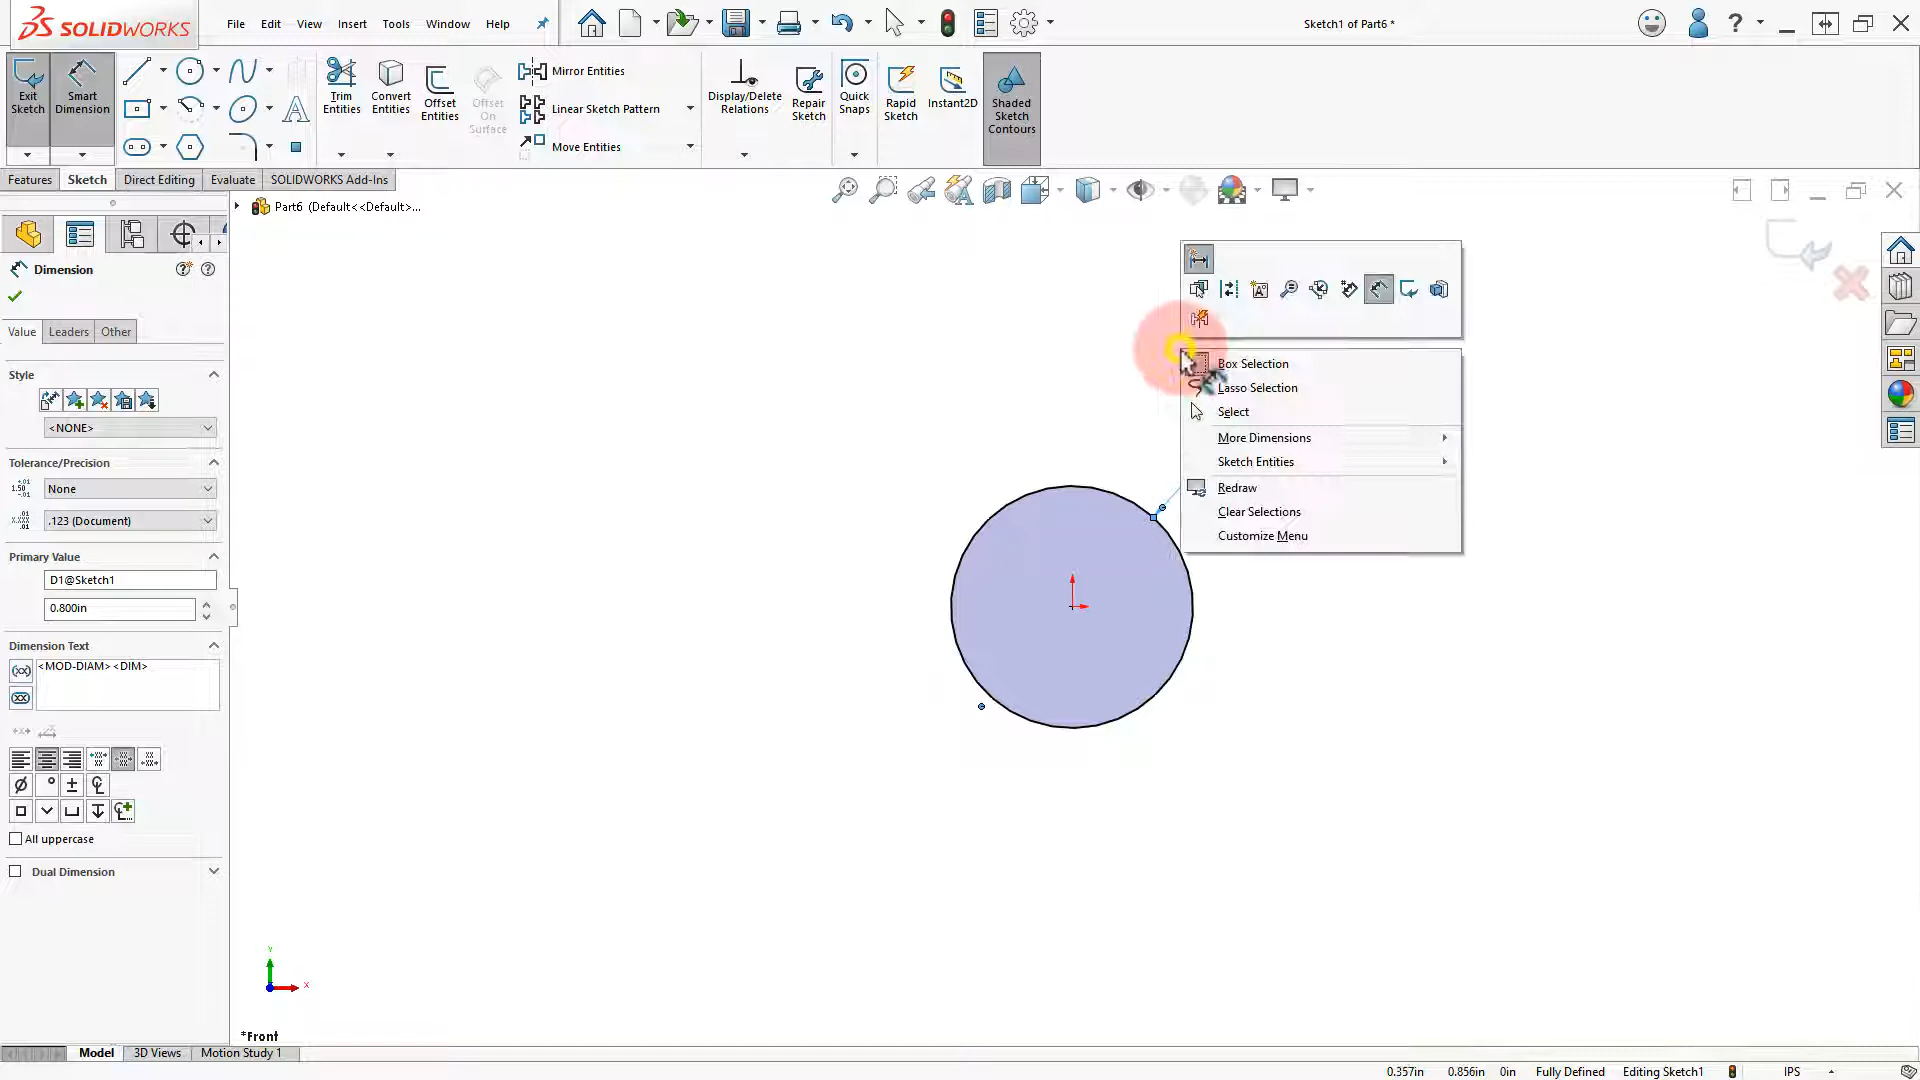 SOLIDWORKS
File Edit View Insert Tools Window Help
Sketch1 of Part6 *
Exit Sketch
Smart Dimension
Trim Entities
Convert Entities
Offset Entities
Offset On Surface
Mirror Entities
Linear Sketch Pattern
Move Entities
Display/Delete Relations
Repair Sketch
Quick Snaps
Rapid Sketch
Instant2D
Shaded Sketch Contours
Features Sketch Direct Editing Evaluate SOLIDWORKS Add-Ins
Part6 (Default<<Default>...
Dimension
Value Leaders Other
Style
<NONE>
Tolerance/Precision
None
.123 (Document)
Primary Value
D1@Sketch1
0.800in
Dimension Text
<MOD-DIAM><DIM>
All uppercase
Dual Dimension
Box Selection
Lasso Selection
Select
More Dimensions
Sketch Entities
Redraw
Clear Selections
Customize Menu
Y
X
*Front
Model 3D Views Motion Study 1
0.357in 0.856in 0in Fully Defined Editing Sketch1 IPS